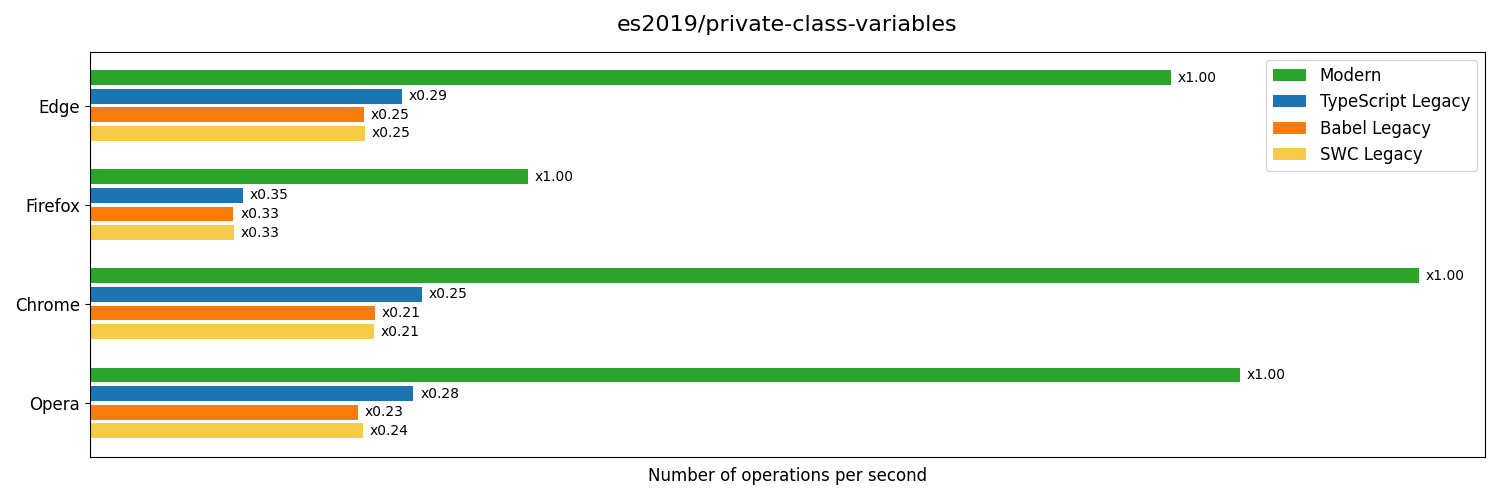 es2019/private-class-variables
Modern
TypeScript Legacy
Babel Legacy
SWC Legacy
Edge
x1.00
x0.29
x0.25
x0.25
Firefox
x1.00
x0.35
x0.33
x0.33
Chrome
x1.00
x0.25
x0.21
x0.21
Opera
x1.00
x0.28
x0.23
x0.24
Number of operations per second